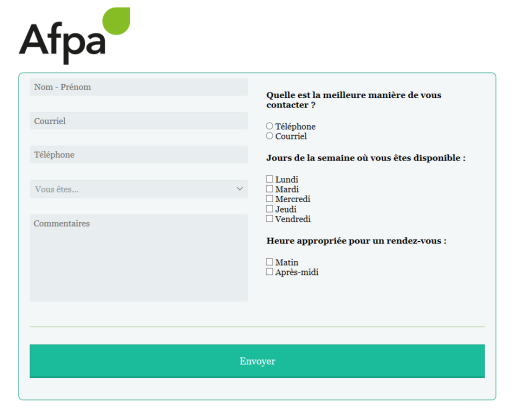 Afpa
Nom - Prénom
Courriel
Téléphone
Vous êtes...
Commentaires
Quelle est la meilleure manière de vous
contacter ?
Téléphone
Courriel
Jours de la semaine où vous êtes disponible :
Lundi
Mardi
Mercredi
Jeudi
Vendredi
Heure appropriée pour un rendez-vous :
Matin
Après-midi
Envoyer